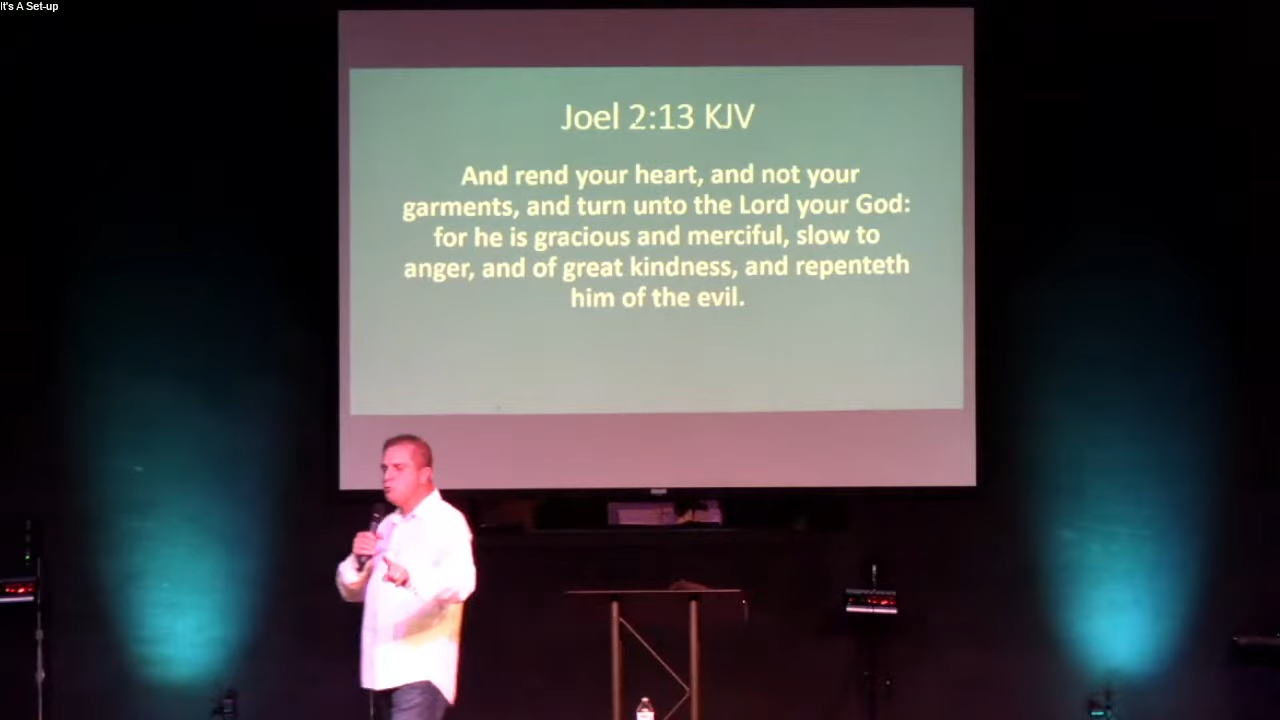 It's A Set-up
Joel 2:13 KJV
And rend your heart, and not your
garments, and turn unto the Lord your God:
for he is gracious and merciful, slow to
anger, and of great kindness, and repenteth
him of the evil.